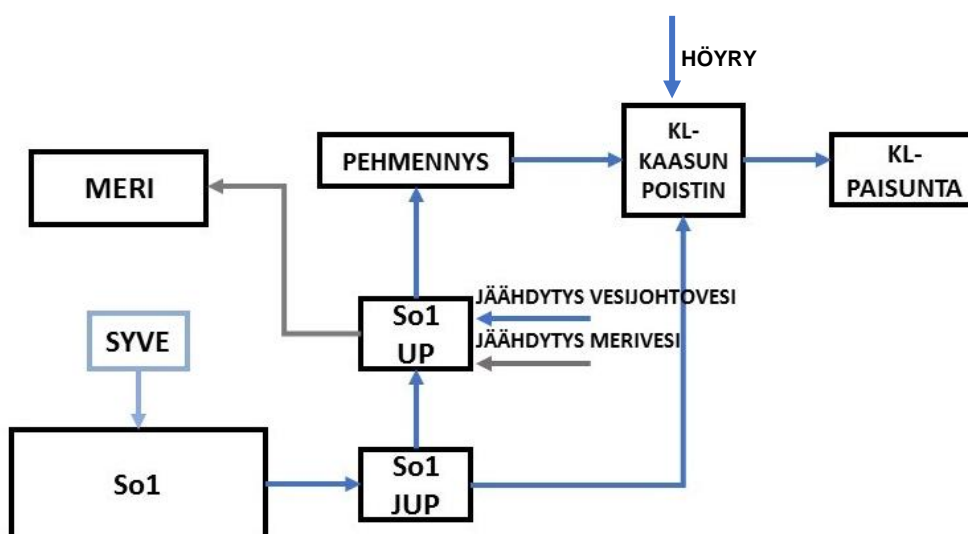 HÖYRY
KL-
KAASUN
POISTIN
KL-
PAISUNTA
PEHMENNYS
MERI
JÄÄHDYTYS VESIJOHTOVESI
So1
UP
JÄÄHDYTYS MERIVESI
SYVE
So1
So1
JUP